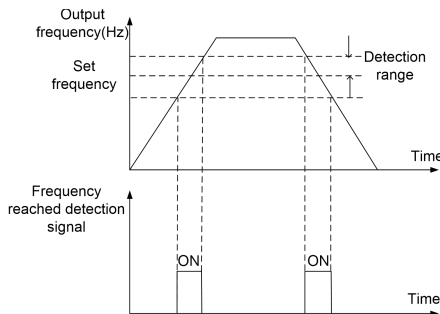 Output
frequency(Hz)
Set
frequency
Detection
range
Time
Frequency
reached detection
signal
ON ON
Time